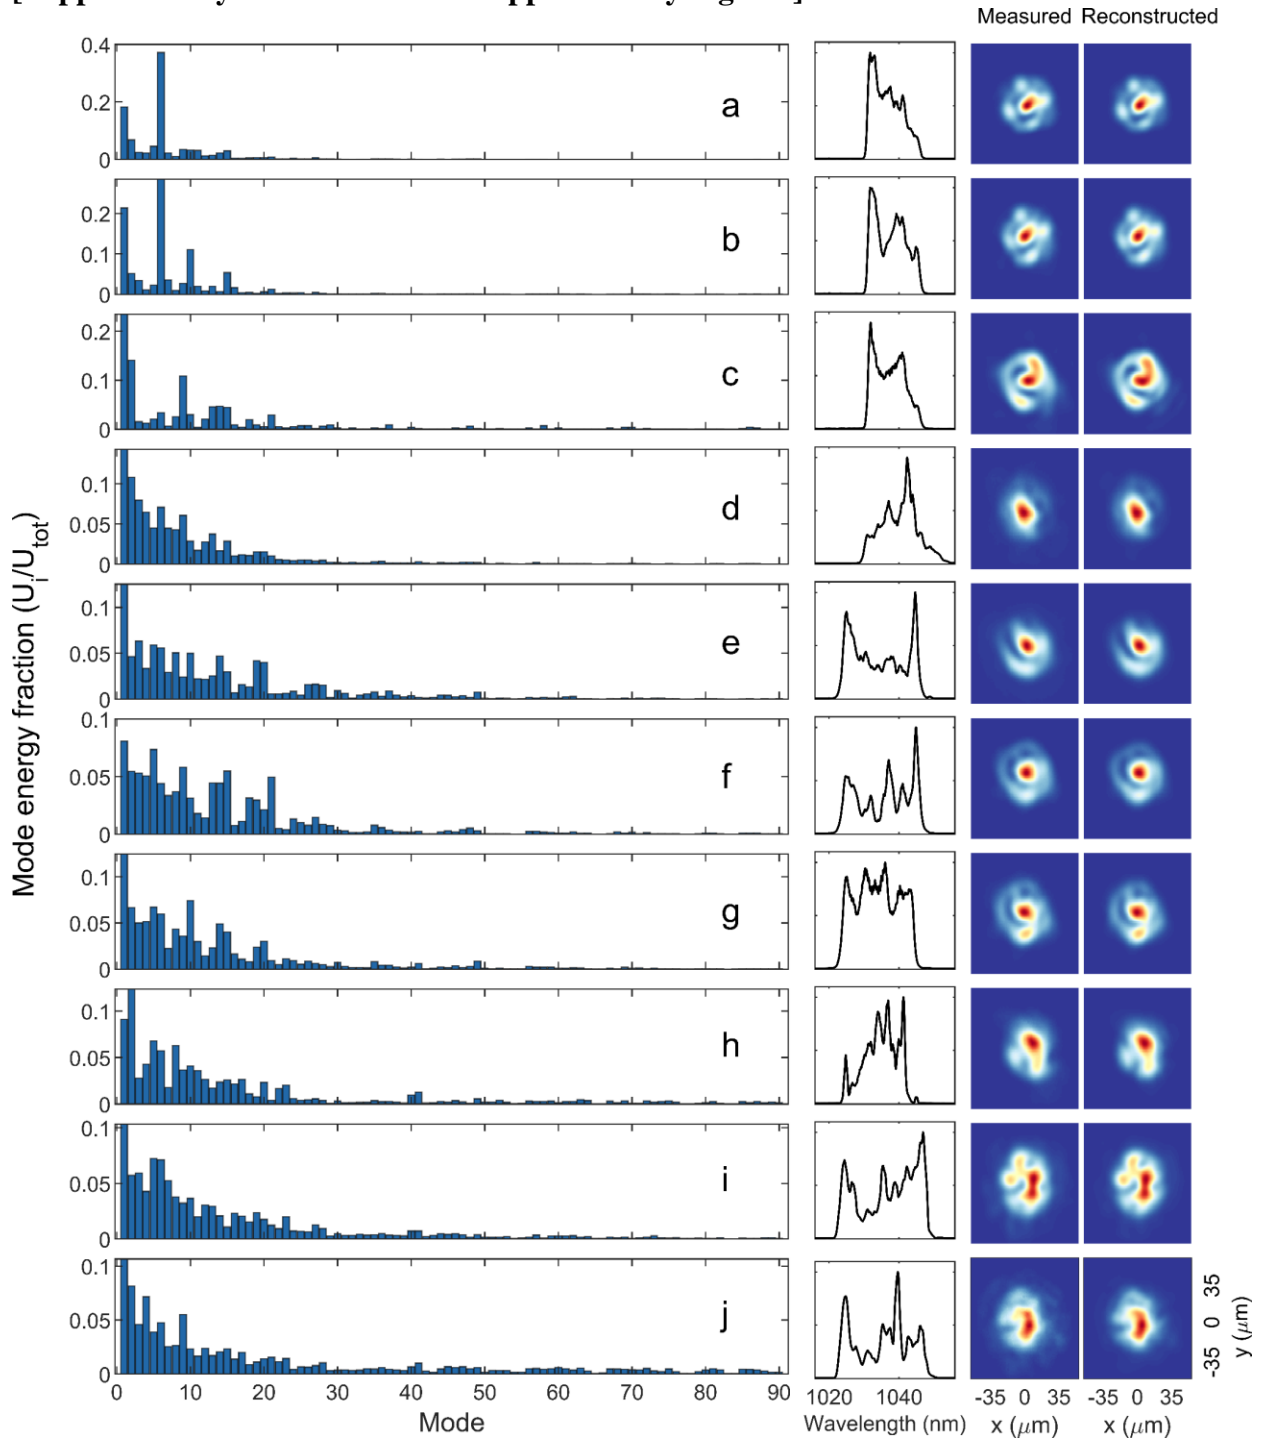 Measured Reconstructed
0.4
0.2
0
a
0.2
0.1
0
b
0.2
0.1
0
c
0.1
0.05
0
d
0.1
0.05
0
e
0.1
0.05
0
f
0.1
0.05
0
g
0.1
0.05
0
h
0.1
0.05
0
i
0.1
0.05
0
j
Mode energy fraction (U_i/U_tot)
0 10 20 30 40 50 60 70 80 90
Mode
1020 1040
Wavelength (nm)
-35 0 35
x (μm)
-35 0 35
x (μm)
-35 0 35
y (μm)